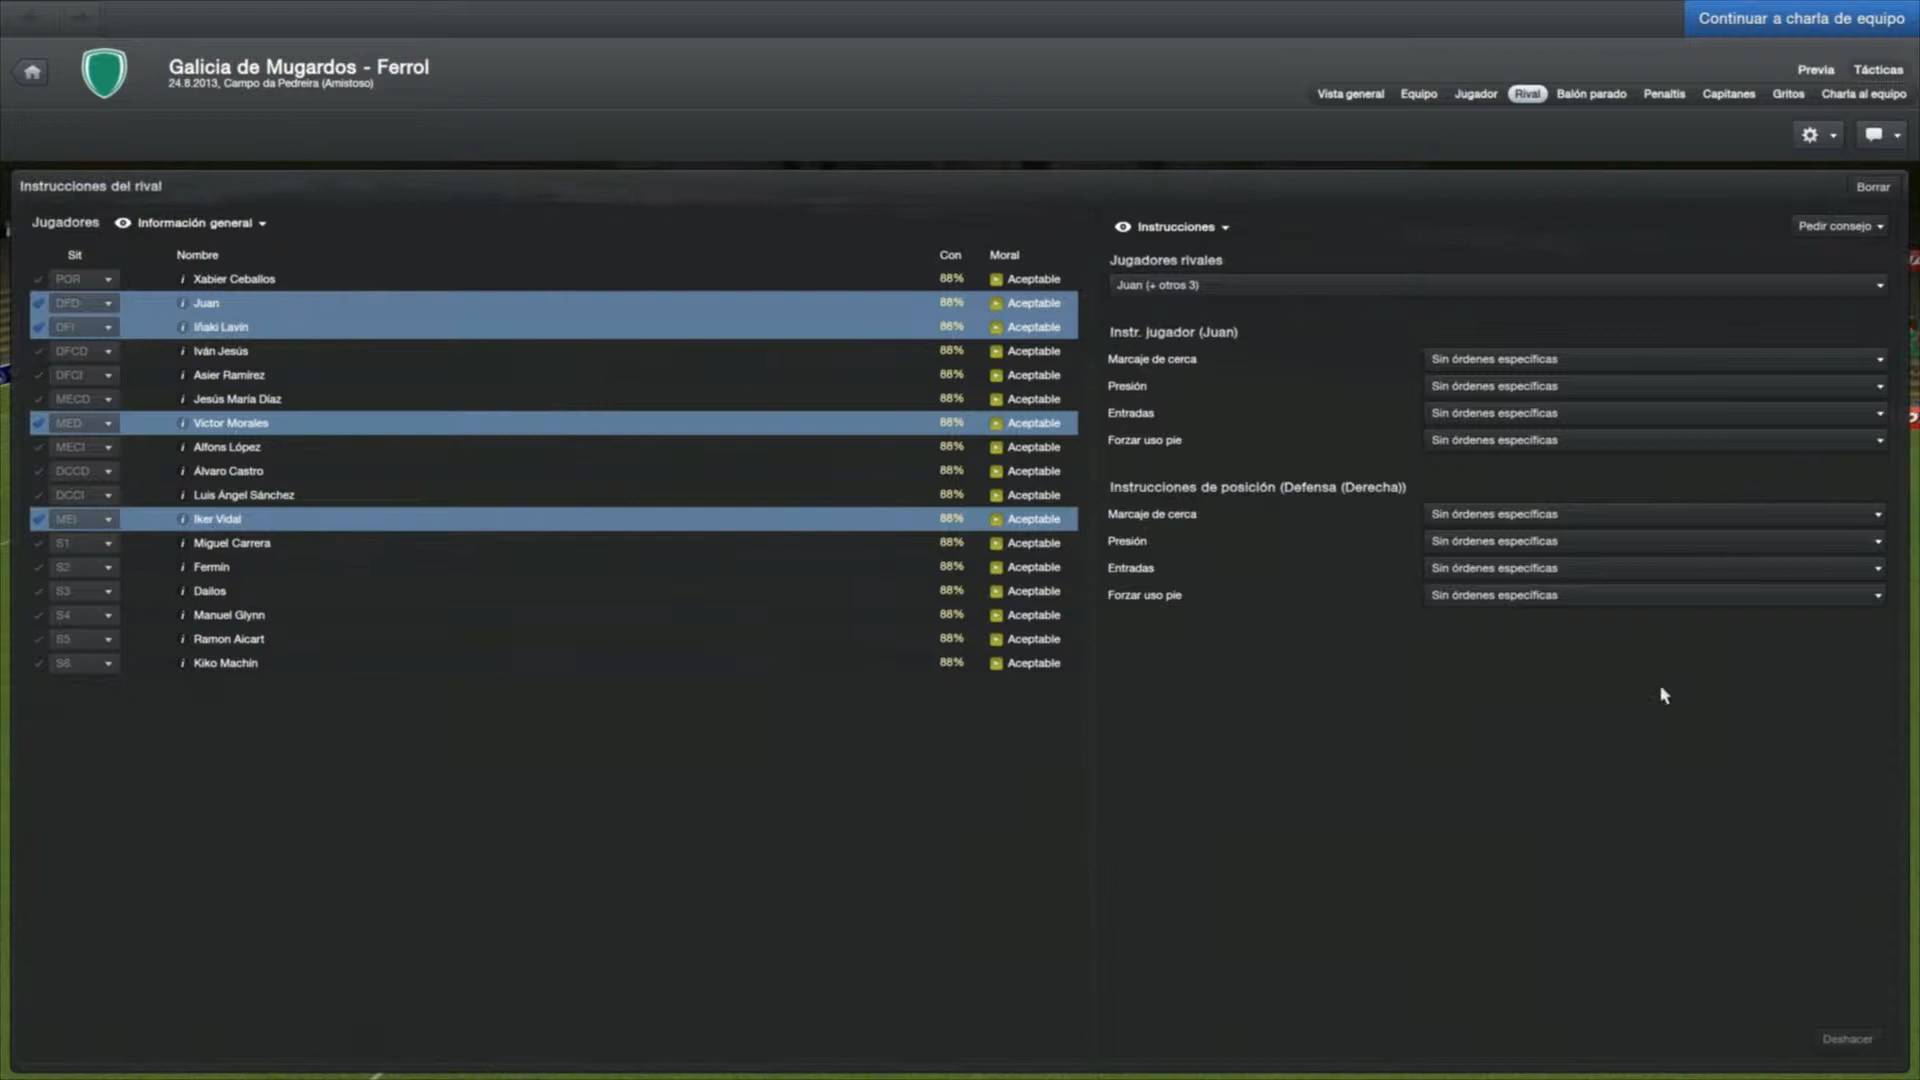 Continuar a charla de equipo
Galicia de Mugardos - Ferrol
24.8.2013, Campo da Pedreira (Amistoso)
Previa Tácticas
Vista general Equipo Jugador Rival Balón parado Penaltis Capitanes Gritos Charla al equipo
Instrucciones del rival
Borrar
Jugadores Información general
Instrucciones
Pedir consejo
Sit Nombre Con Moral
POR i Xabier Ceballos 88% Aceptable
DFD i Juan 88% Aceptable
DFI i Iñaki Lavín 88% Aceptable
DFCD i Iván Jesús 88% Aceptable
DFCI i Asier Ramírez 88% Aceptable
MECD i Jesús María Díaz 88% Aceptable
MED i Víctor Morales 88% Aceptable
MECI i Alfons López 88% Aceptable
DCCD i Álvaro Castro 88% Aceptable
DCCI i Luis Ángel Sánchez 88% Aceptable
MEI i Iker Vidal 88% Aceptable
S1 i Miguel Carrera 88% Aceptable
S2 i Fermín 88% Aceptable
S3 i Dailos 88% Aceptable
S4 i Manuel Glynn 88% Aceptable
S5 i Ramon Aicart 88% Aceptable
S6 i Kiko Machín 88% Aceptable
Jugadores rivales
Juan (+ otros 3)
Instr. jugador (Juan)
Marcaje de cerca Sin órdenes específicas
Presión Sin órdenes específicas
Entradas Sin órdenes específicas
Forzar uso pie Sin órdenes específicas
Instrucciones de posición (Defensa (Derecha))
Marcaje de cerca Sin órdenes específicas
Presión Sin órdenes específicas
Entradas Sin órdenes específicas
Forzar uso pie Sin órdenes específicas
Deshacer